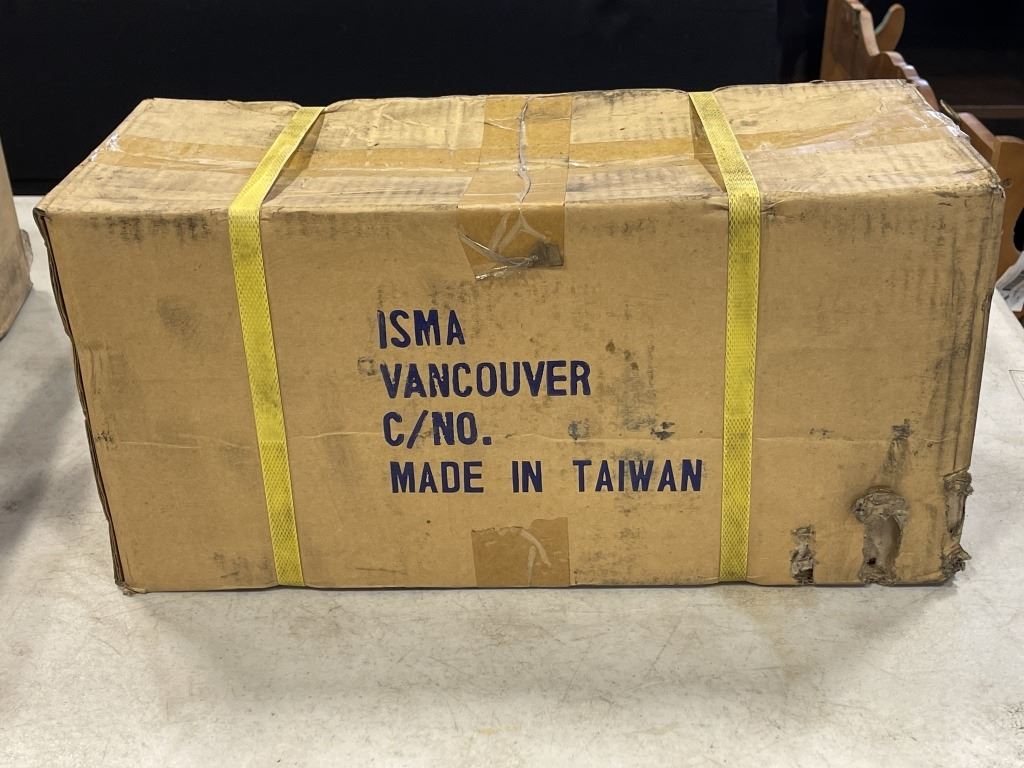 ISMA
VANCOUVER
C/NO.
MADE IN TAIWAN